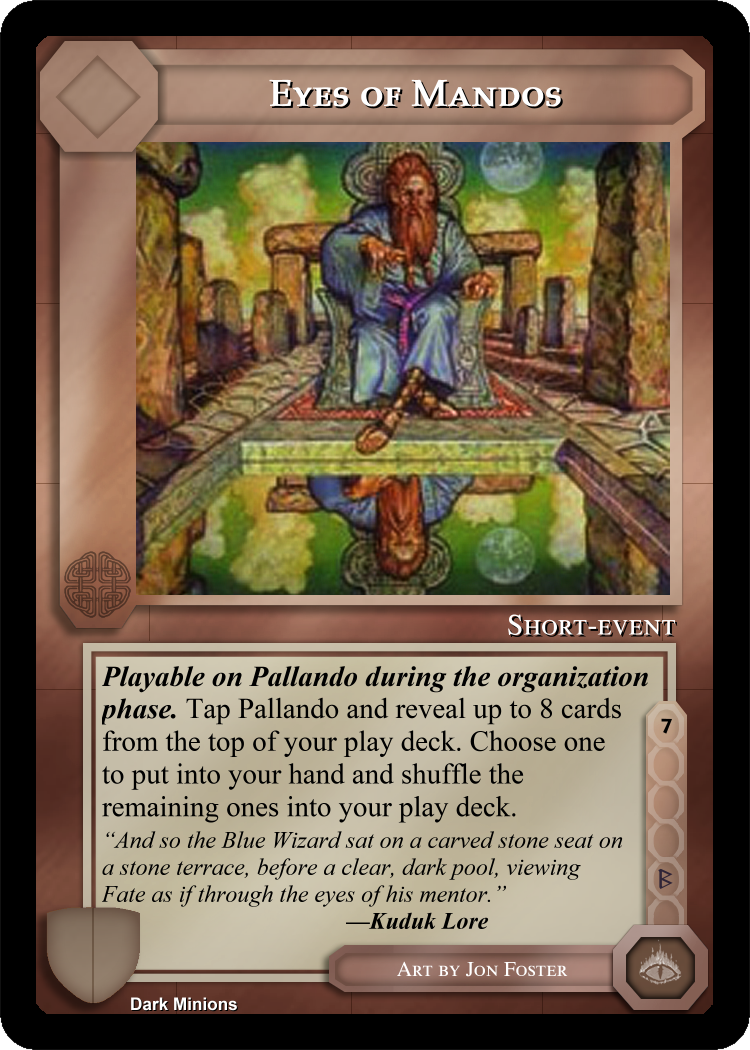 Eyes of Mandos
Short-event
Playable on Pallando during the organization
phase. Tap Pallando and reveal up to 8 cards
from the top of your play deck. Choose one
to put into your hand and shuffle the
remaining ones into your play deck.
7
“And so the Blue Wizard sat on a carved stone seat on
a stone terrace, before a clear, dark pool, viewing
Fate as if through the eyes of his mentor.”
ᛒ
—Kuduk Lore
Art by Jon Foster
Dark Minions